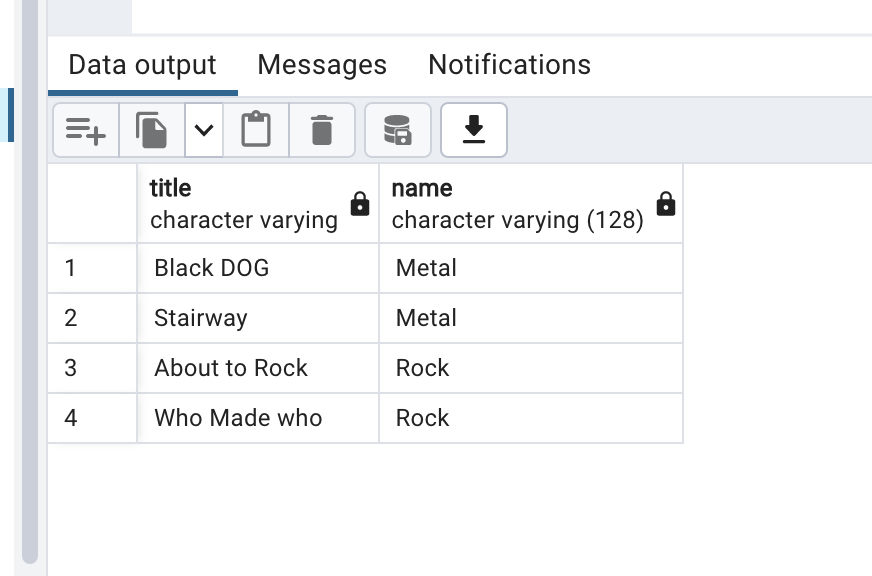 Data output Messages Notifications
title name
character varying character varying (128)
1 Black DOG Metal
2 Stairway Metal
3 About to Rock Rock
4 Who Made who Rock